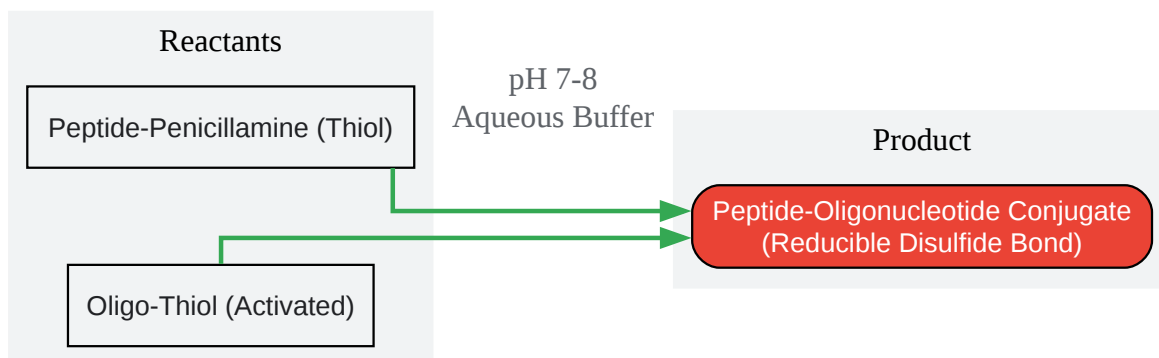 Reactants
Peptide-Penicillamine (Thiol)
Oligo-Thiol (Activated)
pH 7-8
Aqueous Buffer
Product
Peptide-Oligonucleotide Conjugate
(Reducible Disulfide Bond)